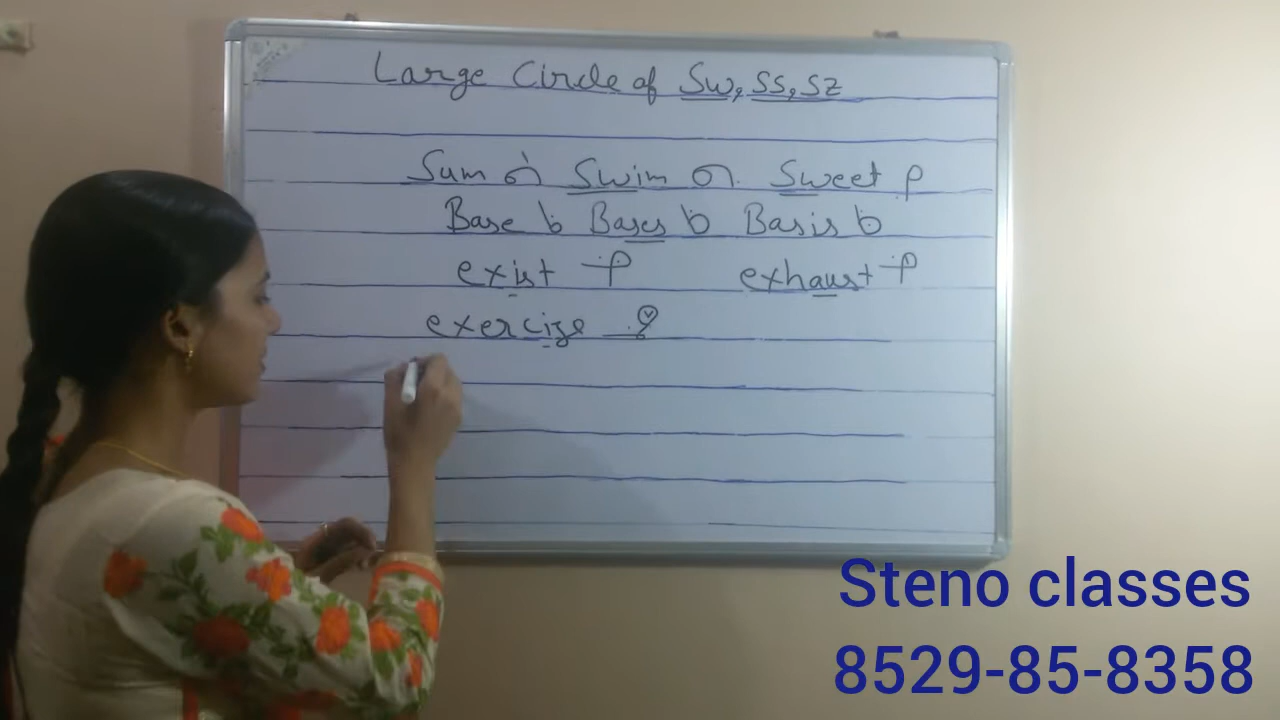 Large Circle of Sw, SS, SZ
Sum Swim Sweet
Base Bases Basis
exist exhaust
exercize
Steno classes
8529-85-8358